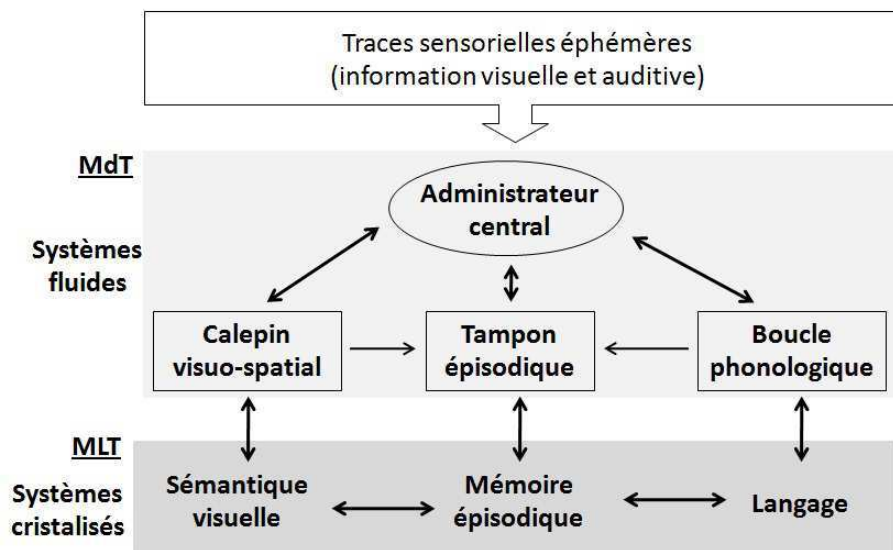 Traces sensorielles éphémères
(information visuelle et auditive)
MdT
Administrateur
central
Systèmes
fluides
Calepin
visuo-spatial
Tampon
épisodique
Boucle
phonologique
MLT
Systèmes
cristalisés
Sémantique
visuelle
Mémoire
épisodique
Langage